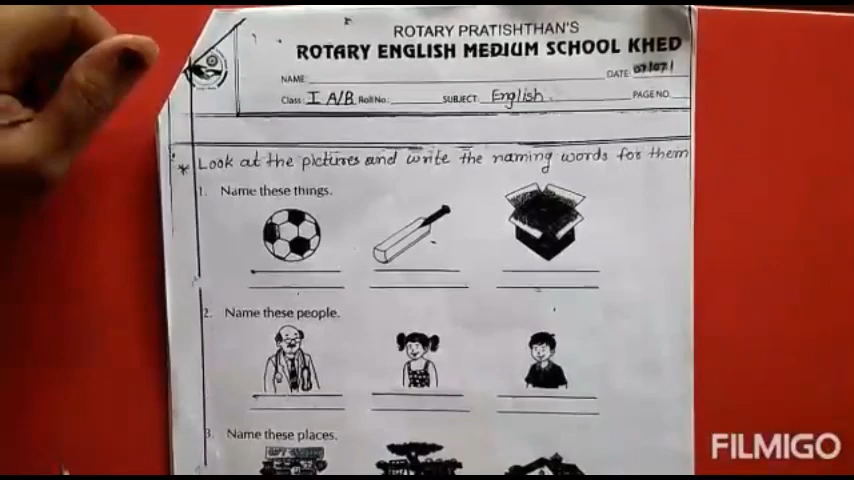 ROTARY PRATISHTHAN'S
ROTARY ENGLISH MEDIUM SCHOOL KHED
NAME: DATE: 07/07/
Class: I A/B Roll No. SUBJECT English. PAGE NO.
* Look at the pictures and write the naming words for them
1. Name these things.
2. Name these people.
3. Name these places.
FILMIGO